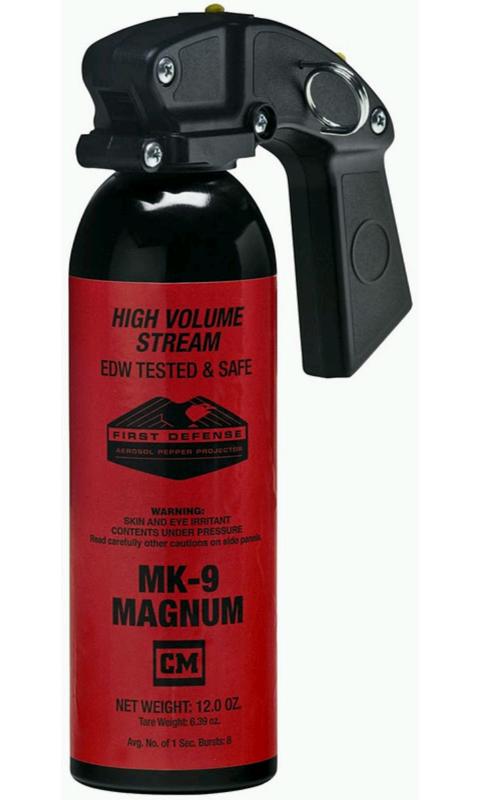 HIGH VOLUME
STREAM
EDW TESTED & SAFE
FIRST DEFENSE
AEROSOL PEPPER PROJECTOR
WARNING:
SKIN AND EYE IRRITANT
CONTENTS UNDER PRESSURE
Read carefully other cautions on side panels.
MK-9
MAGNUM
CM
NET WEIGHT: 12.0 OZ.
Tare Weight: 6.39 oz.
Avg. No. of 1 Sec. Bursts: 8